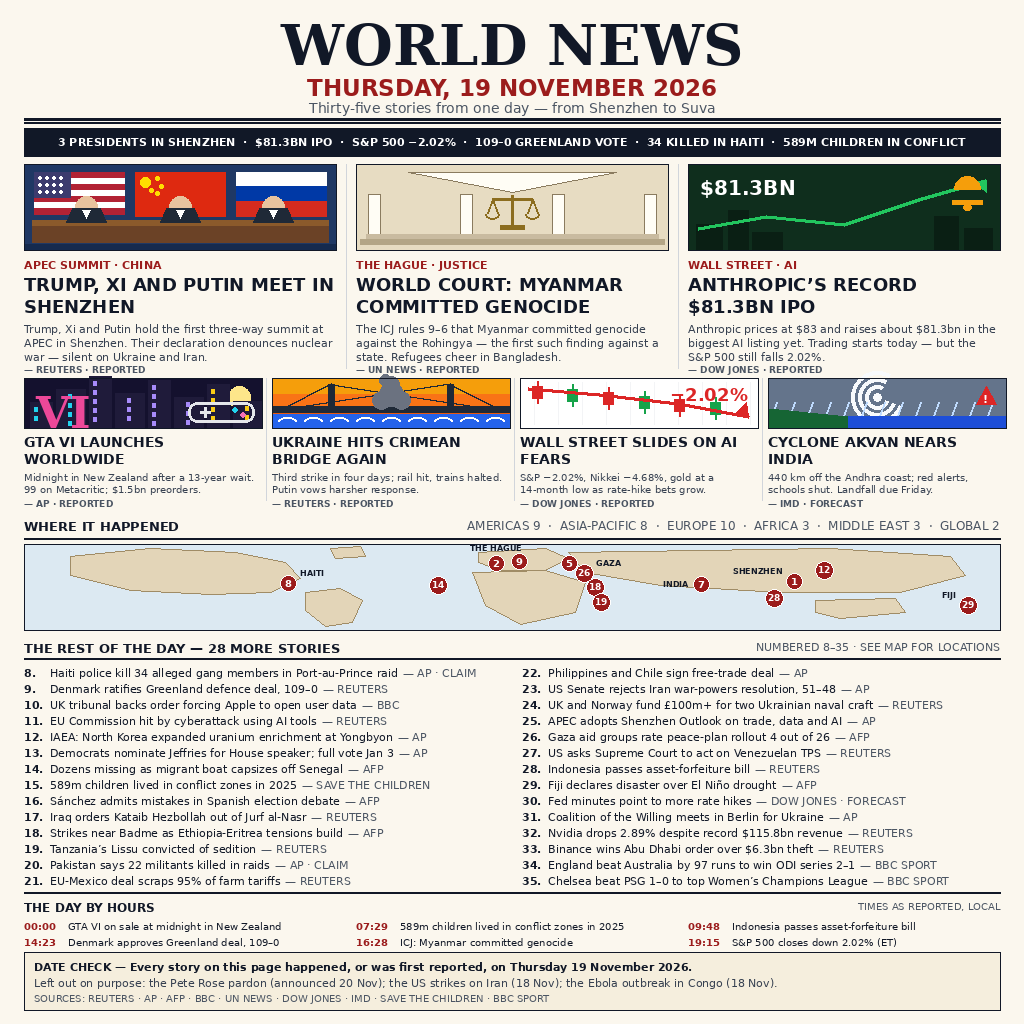 WORLD NEWS
THURSDAY, 19 NOVEMBER 2026
Thirty-five stories from one day — from Shenzhen to Suva
3 PRESIDENTS IN SHENZHEN · $81.3BN IPO · S&P 500 −2.02% · 109–0 GREENLAND VOTE · 34 KILLED IN HAITI · 589M CHILDREN IN CONFLICT
$81.3BN
APEC SUMMIT · CHINA
TRUMP, XI AND PUTIN MEET IN
SHENZHEN
Trump, Xi and Putin hold the first three-way summit at
APEC in Shenzhen. Their declaration denounces nuclear
war — silent on Ukraine and Iran.
— REUTERS · REPORTED
THE HAGUE · JUSTICE
WORLD COURT: MYANMAR
COMMITTED GENOCIDE
The ICJ rules 9–6 that Myanmar committed genocide
against the Rohingya — the first such finding against a
state. Refugees cheer in Bangladesh.
— UN NEWS · REPORTED
WALL STREET · AI
ANTHROPIC’S RECORD
$81.3BN IPO
Anthropic prices at $83 and raises about $81.3bn in the
biggest AI listing yet. Trading starts today — but the
S&P 500 still falls 2.02%.
— DOW JONES · REPORTED
VI
GTA VI LAUNCHES
WORLDWIDE
Midnight in New Zealand after a 13-year wait.
99 on Metacritic; $1.5bn preorders.
— AP · REPORTED
UKRAINE HITS CRIMEAN
BRIDGE AGAIN
Third strike in four days; rail hit, trains halted.
Putin vows harsher response.
— REUTERS · REPORTED
−2.02%
WALL STREET SLIDES ON AI
FEARS
S&P −2.02%, Nikkei −4.68%, gold at a
14-month low as rate-hike bets grow.
— DOW JONES · REPORTED
!
CYCLONE AKVAN NEARS
INDIA
440 km off the Andhra coast; red alerts,
schools shut. Landfall due Friday.
— IMD · FORECAST
WHERE IT HAPPENED
AMERICAS 9 · ASIA-PACIFIC 8 · EUROPE 10 · AFRICA 3 · MIDDLE EAST 3 · GLOBAL 2
THE HAGUE
2
9
5
GAZA
26
HAITI
8
14
18
19
INDIA
7
SHENZHEN
1
12
28
FIJI
29
THE REST OF THE DAY — 28 MORE STORIES
NUMBERED 8–35 · SEE MAP FOR LOCATIONS
8. Haiti police kill 34 alleged gang members in Port-au-Prince raid — AP · CLAIM
9. Denmark ratifies Greenland defence deal, 109–0 — REUTERS
10. UK tribunal backs order forcing Apple to open user data — BBC
11. EU Commission hit by cyberattack using AI tools — REUTERS
12. IAEA: North Korea expanded uranium enrichment at Yongbyon — AP
13. Democrats nominate Jeffries for House speaker; full vote Jan 3 — AP
14. Dozens missing as migrant boat capsizes off Senegal — AFP
15. 589m children lived in conflict zones in 2025 — SAVE THE CHILDREN
16. Sánchez admits mistakes in Spanish election debate — AFP
17. Iraq orders Kataib Hezbollah out of Jurf al-Nasr — REUTERS
18. Strikes near Badme as Ethiopia-Eritrea tensions build — AFP
19. Tanzania’s Lissu convicted of sedition — REUTERS
20. Pakistan says 22 militants killed in raids — AP · CLAIM
21. EU-Mexico deal scraps 95% of farm tariffs — REUTERS
22. Philippines and Chile sign free-trade deal — AP
23. US Senate rejects Iran war-powers resolution, 51–48 — AP
24. UK and Norway fund £100m+ for two Ukrainian naval craft — REUTERS
25. APEC adopts Shenzhen Outlook on trade, data and AI — AP
26. Gaza aid groups rate peace-plan rollout 4 out of 26 — AFP
27. US asks Supreme Court to act on Venezuelan TPS — REUTERS
28. Indonesia passes asset-forfeiture bill — REUTERS
29. Fiji declares disaster over El Niño drought — AFP
30. Fed minutes point to more rate hikes — DOW JONES · FORECAST
31. Coalition of the Willing meets in Berlin for Ukraine — AP
32. Nvidia drops 2.89% despite record $115.8bn revenue — REUTERS
33. Binance wins Abu Dhabi order over $6.3bn theft — REUTERS
34. England beat Australia by 97 runs to win ODI series 2–1 — BBC SPORT
35. Chelsea beat PSG 1–0 to top Women’s Champions League — BBC SPORT
THE DAY BY HOURS
TIMES AS REPORTED, LOCAL
00:00 GTA VI on sale at midnight in New Zealand
07:29 589m children lived in conflict zones in 2025
09:48 Indonesia passes asset-forfeiture bill
14:23 Denmark approves Greenland deal, 109–0
16:28 ICJ: Myanmar committed genocide
19:15 S&P 500 closes down 2.02% (ET)
DATE CHECK — Every story on this page happened, or was first reported, on Thursday 19 November 2026.
Left out on purpose: the Pete Rose pardon (announced 20 Nov); the US strikes on Iran (18 Nov); the Ebola outbreak in Congo (18 Nov).
SOURCES: REUTERS · AP · AFP · BBC · UN NEWS · DOW JONES · IMD · SAVE THE CHILDREN · BBC SPORT